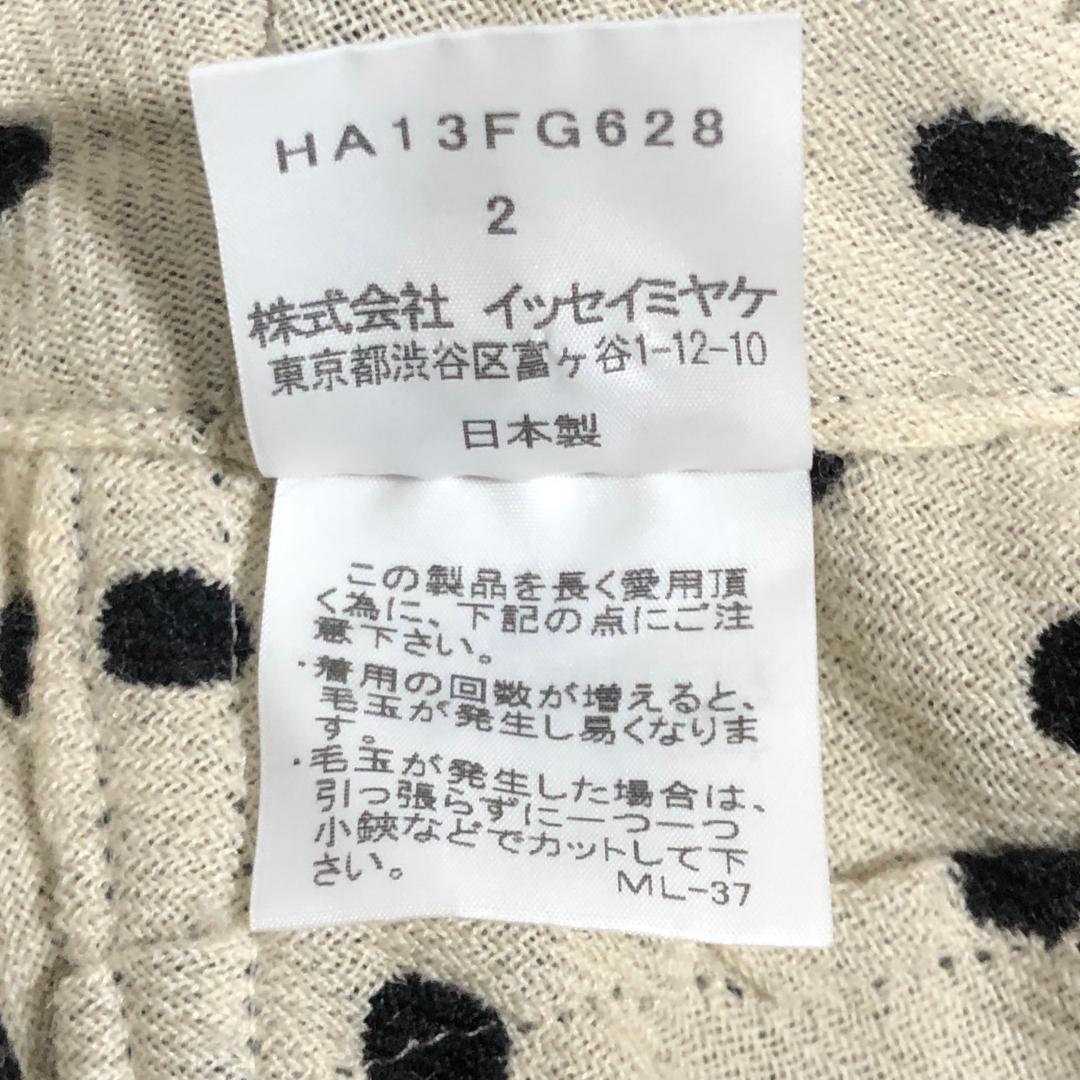 HA13FG628
2
株式会社 イッセイミヤケ
東京都渋谷区富ヶ谷1-12-10
日本製
この製品を長く愛用頂
く為に、下記の点にご注
意下さい。
・着用の回数が増えると、
毛玉が発生し易くなりま
す。
・毛玉が発生した場合は、
引っ張らずに一つ一つ
小鋏などでカットして下
さい。
ML-37